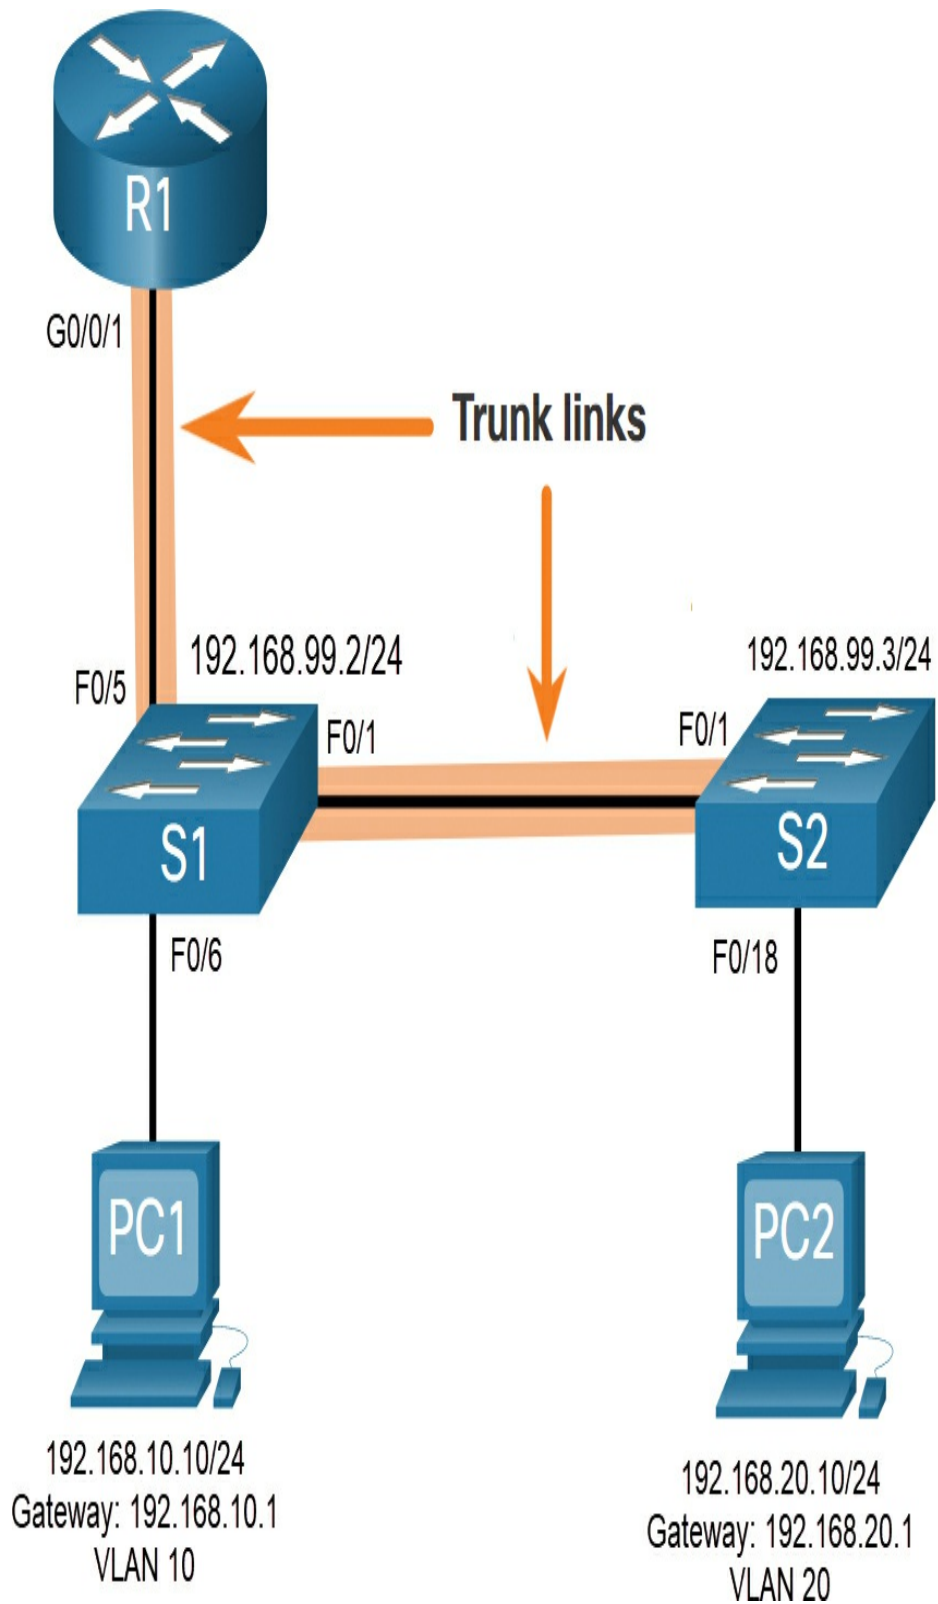 R1
G0/0/1
Trunk links
192.168.99.2/24
192.168.99.3/24
F0/5
F0/1
F0/1
S1
S2
F0/6
F0/18
PC1
PC2
192.168.10.10/24
Gateway: 192.168.10.1
VLAN 10
192.168.20.10/24
Gateway: 192.168.20.1
VLAN 20